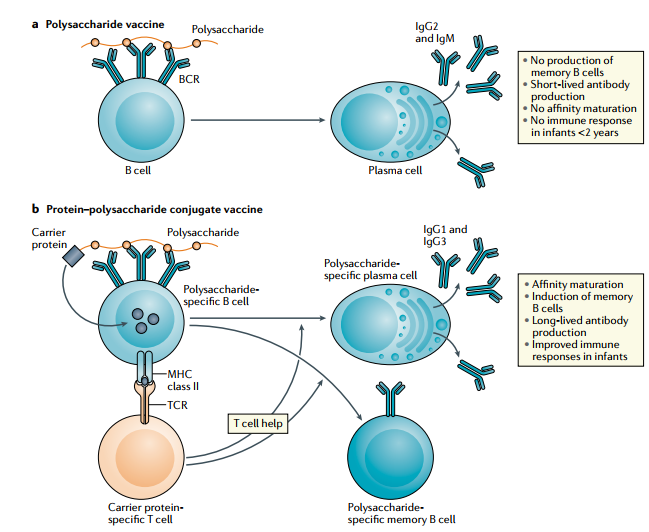 a Polysaccharide vaccine
Polysaccharide
BCR
B cell
IgG2
and IgM
Plasma cell
• No production of
memory B cells
• Short-lived antibody
production
• No affinity maturation
• No immune response
in infants <2 years
b Protein–polysaccharide conjugate vaccine
Carrier
protein
Polysaccharide
Polysaccharide-
specific B cell
MHC
class II
TCR
T cell help
Carrier protein-
specific T cell
Polysaccharide-
specific plasma cell
IgG1 and
IgG3
Polysaccharide-
specific memory B cell
• Affinity maturation
• Induction of memory
B cells
• Long-lived antibody
production
• Improved immune
responses in infants